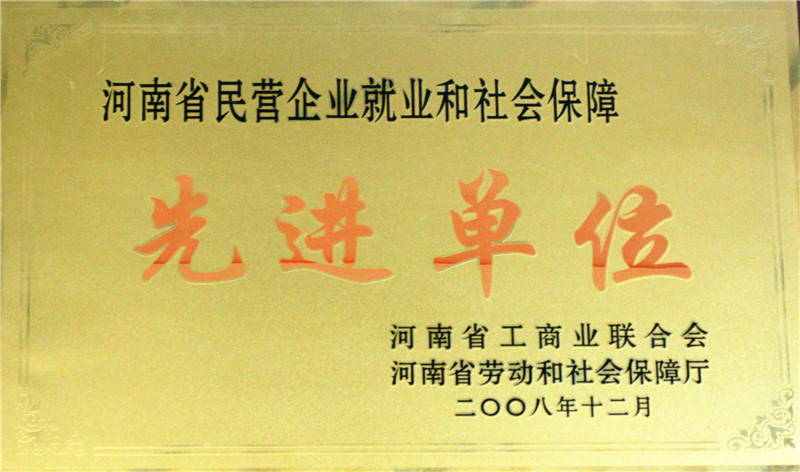 河南省民营企业就业和社会保障
先进单位
河南省工商业联合会
河南省劳动和社会保障厅
二〇〇八年十二月